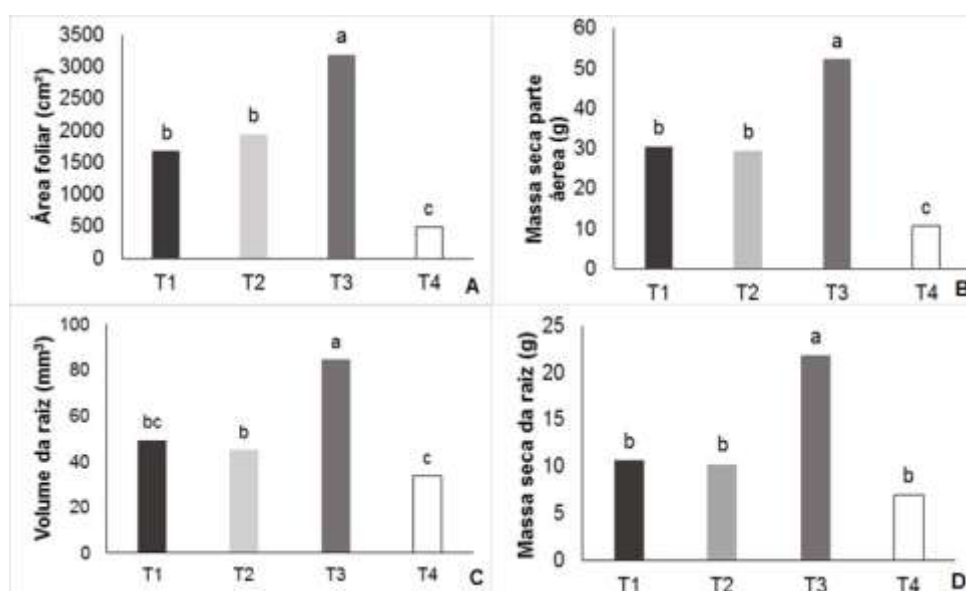 Área foliar (cm²)
3500
3000
2500
2000
1500
1000
500
0
b
b
a
c
T1
T2
T3
T4
A
Massa seca parte
áerea (g)
60
50
40
30
20
10
0
b
b
a
c
T1
T2
T3
T4
B
Volume da raiz (mm³)
100
80
60
40
20
0
bc
b
a
c
T1
T2
T3
T4
C
Massa seca da raiz (g)
25
20
15
10
5
0
b
b
a
b
T1
T2
T3
T4
D